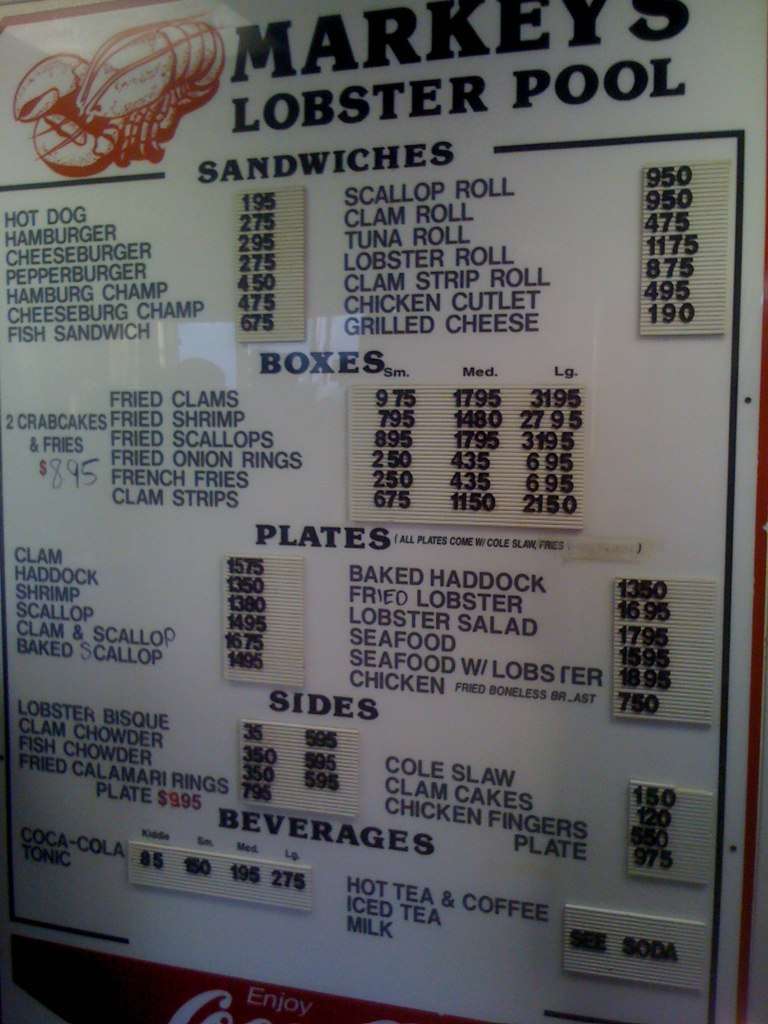 MARKEYS
LOBSTER POOL
SANDWICHES
HOT DOG 195
HAMBURGER 275
CHEESEBURGER 295
PEPPERBURGER 275
HAMBURG CHAMP 450
CHEESEBURG CHAMP 475
FISH SANDWICH 675
SCALLOP ROLL 950
CLAM ROLL 950
TUNA ROLL 475
LOBSTER ROLL 1175
CLAM STRIP ROLL 875
CHICKEN CUTLET 495
GRILLED CHEESE 190
BOXES
Sm. Med. Lg.
2 CRABCAKES
& FRIES
$8.95
FRIED CLAMS 975 1795 3195
FRIED SHRIMP 795 1480 2795
FRIED SCALLOPS 895 1795 3195
FRIED ONION RINGS 250 435 695
FRENCH FRIES 250 435 695
CLAM STRIPS 675 1150 2150
PLATES (ALL PLATES COME W/ COLE SLAW, FRIES )
CLAM 1575
HADDOCK 1350
SHRIMP 1380
SCALLOP 1495
CLAM & SCALLOP 1675
BAKED SCALLOP 1495
BAKED HADDOCK 1350
FRIED LOBSTER 1695
LOBSTER SALAD 1795
SEAFOOD 1595
SEAFOOD W/ LOBSTER 1895
CHICKEN FRIED BONELESS BR_AST 750
SIDES
LOBSTER BISQUE 35 595
CLAM CHOWDER 350 595
FISH CHOWDER 350 595
FRIED CALAMARI RINGS 795
PLATE $9.95
COLE SLAW 150
CLAM CAKES 120
CHICKEN FINGERS 550
PLATE 975
BEVERAGES
Kiddie Sm. Med. Lg.
COCA-COLA 85 150 195 275
TONIC
HOT TEA & COFFEE
ICED TEA
MILK
SEE SODA
Enjoy